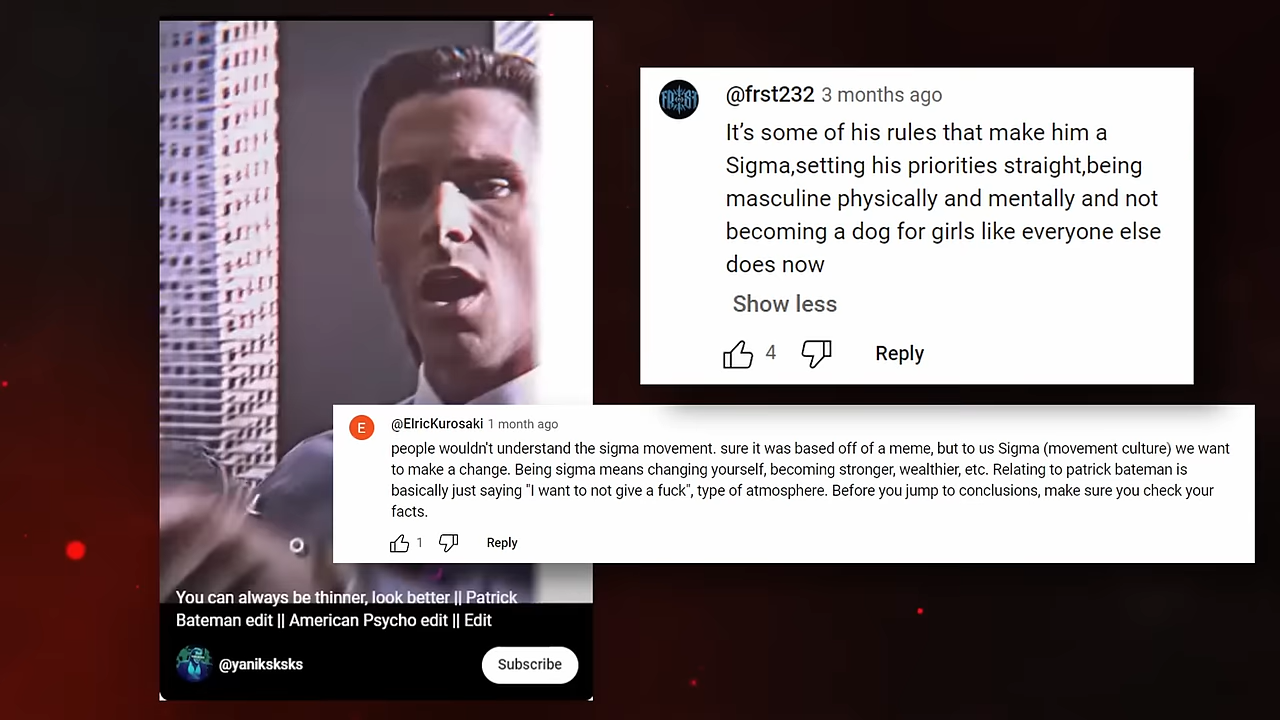 @frst232 3 months ago
It’s some of his rules that make him a
Sigma,setting his priorities straight,being
masculine physically and mentally and not
becoming a dog for girls like everyone else
does now
Show less
4 Reply
E
@ElricKurosaki 1 month ago
people wouldn't understand the sigma movement. sure it was based off of a meme, but to us Sigma (movement culture) we want
to make a change. Being sigma means changing yourself, becoming stronger, wealthier, etc. Relating to patrick bateman is
basically just saying "I want to not give a fuck", type of atmosphere. Before you jump to conclusions, make sure you check your
facts.
1 Reply
You can always be thinner, look better || Patrick
Bateman edit || American Psycho edit || Edit
@yaniksksks Subscribe